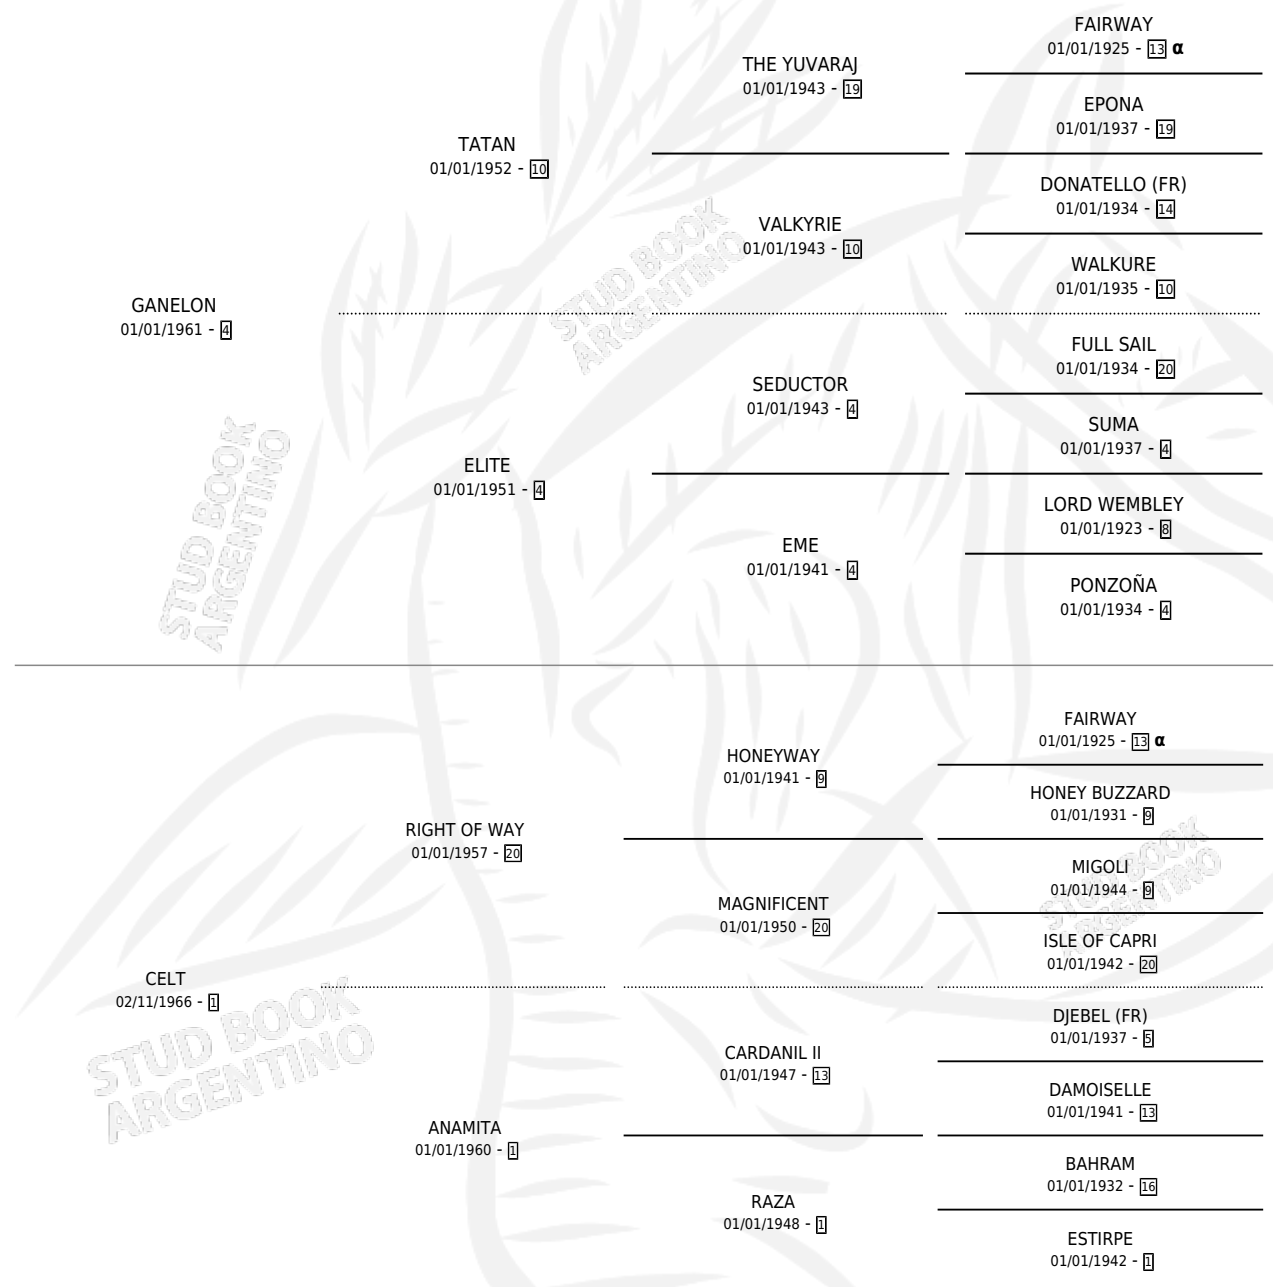 FAIRWAY
01/01/1925 - 13 α
THE YUVARAJ
01/01/1943 - 19
EPONA
01/01/1937 - 19
TATAN
01/01/1952 - 10
DONATELLO (FR)
01/01/1934 - 14
VALKYRIE
01/01/1943 - 10
WALKURE
01/01/1935 - 10
GANELON
01/01/1961 - 4
FULL SAIL
01/01/1934 - 20
SEDUCTOR
01/01/1943 - 4
SUMA
01/01/1937 - 4
ELITE
01/01/1951 - 4
LORD WEMBLEY
01/01/1923 - 8
EME
01/01/1941 - 4
PONZOÑA
01/01/1934 - 4
FAIRWAY
01/01/1925 - 13 α
HONEYWAY
01/01/1941 - 9
HONEY BUZZARD
01/01/1931 - 9
RIGHT OF WAY
01/01/1957 - 20
MIGOLI
01/01/1944 - 9
MAGNIFICENT
01/01/1950 - 20
ISLE OF CAPRI
01/01/1942 - 20
CELT
02/11/1966 - 1
DJEBEL (FR)
01/01/1937 - 5
CARDANIL II
01/01/1947 - 13
DAMOISELLE
01/01/1941 - 13
ANAMITA
01/01/1960 - 1
BAHRAM
01/01/1932 - 16
RAZA
01/01/1948 - 1
ESTIRPE
01/01/1942 - 1
STUD BOOK
ARGENTINO
STUD BOOK
ARGENTINO
STUD BOOK
ARGENTINO
STUD BOOK
ARGENTINO